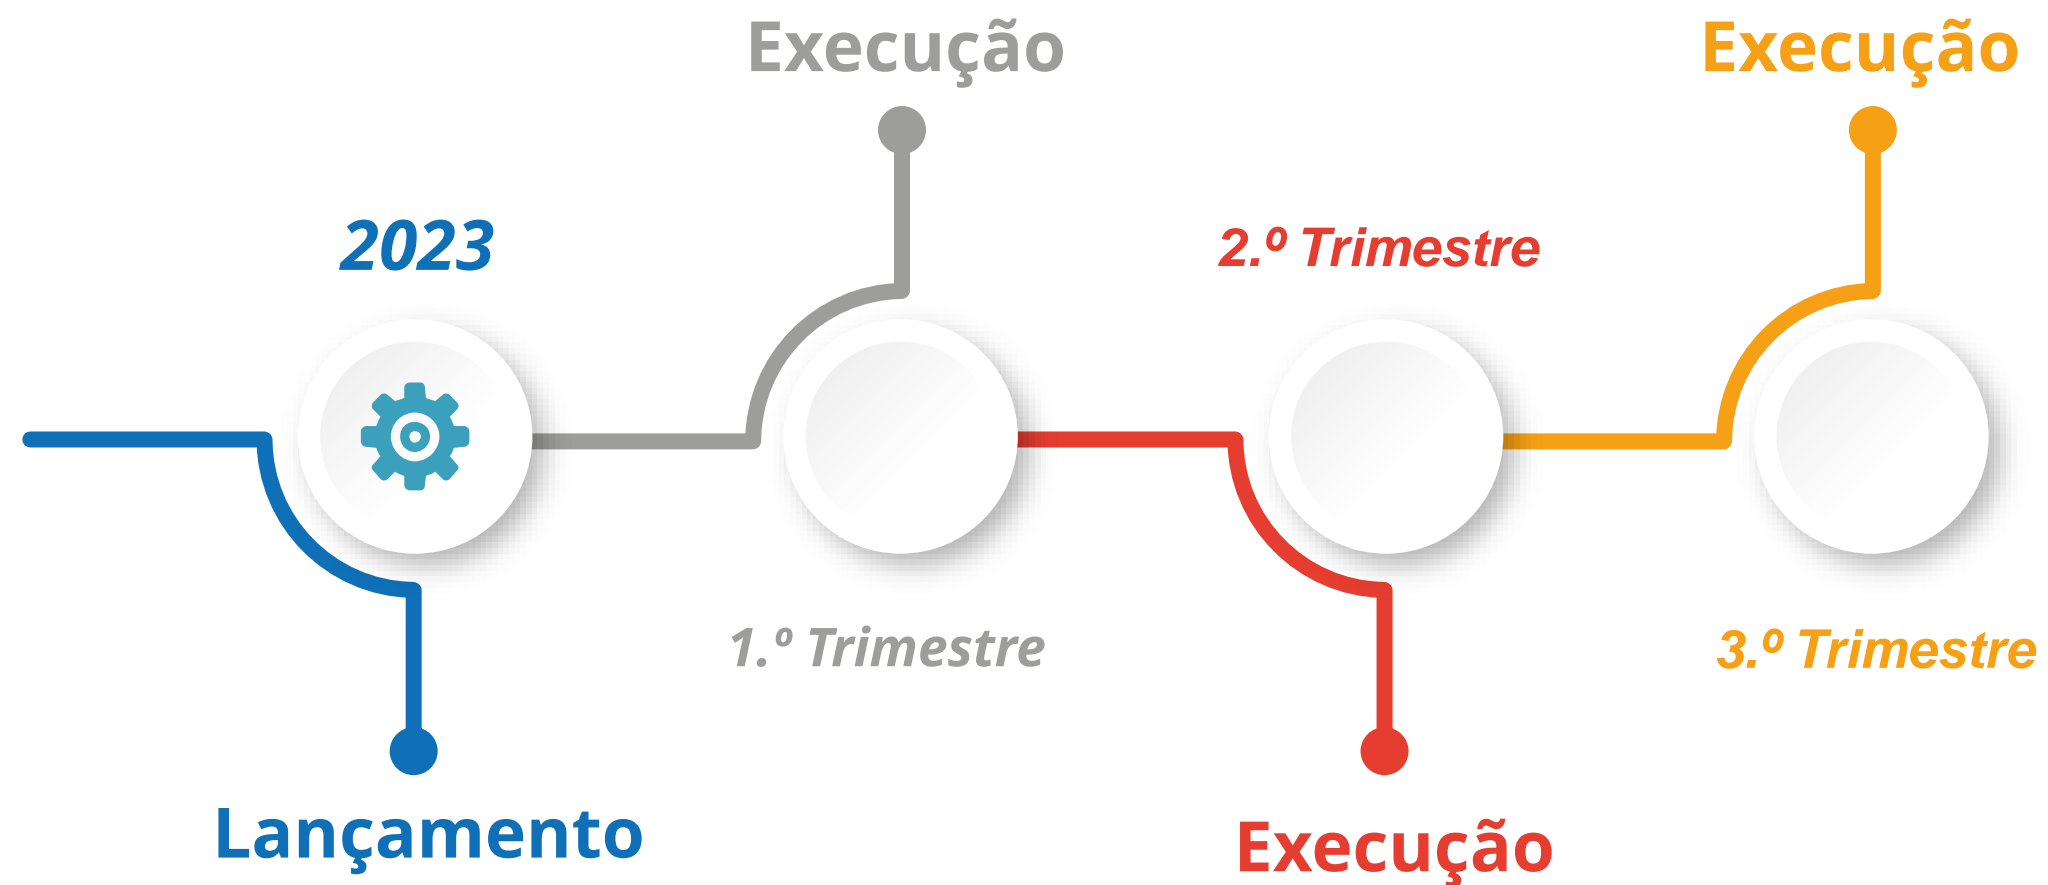 Execução
Execução
2023
2.º Trimestre
1.º Trimestre
3.º Trimestre
Lançamento
Execução